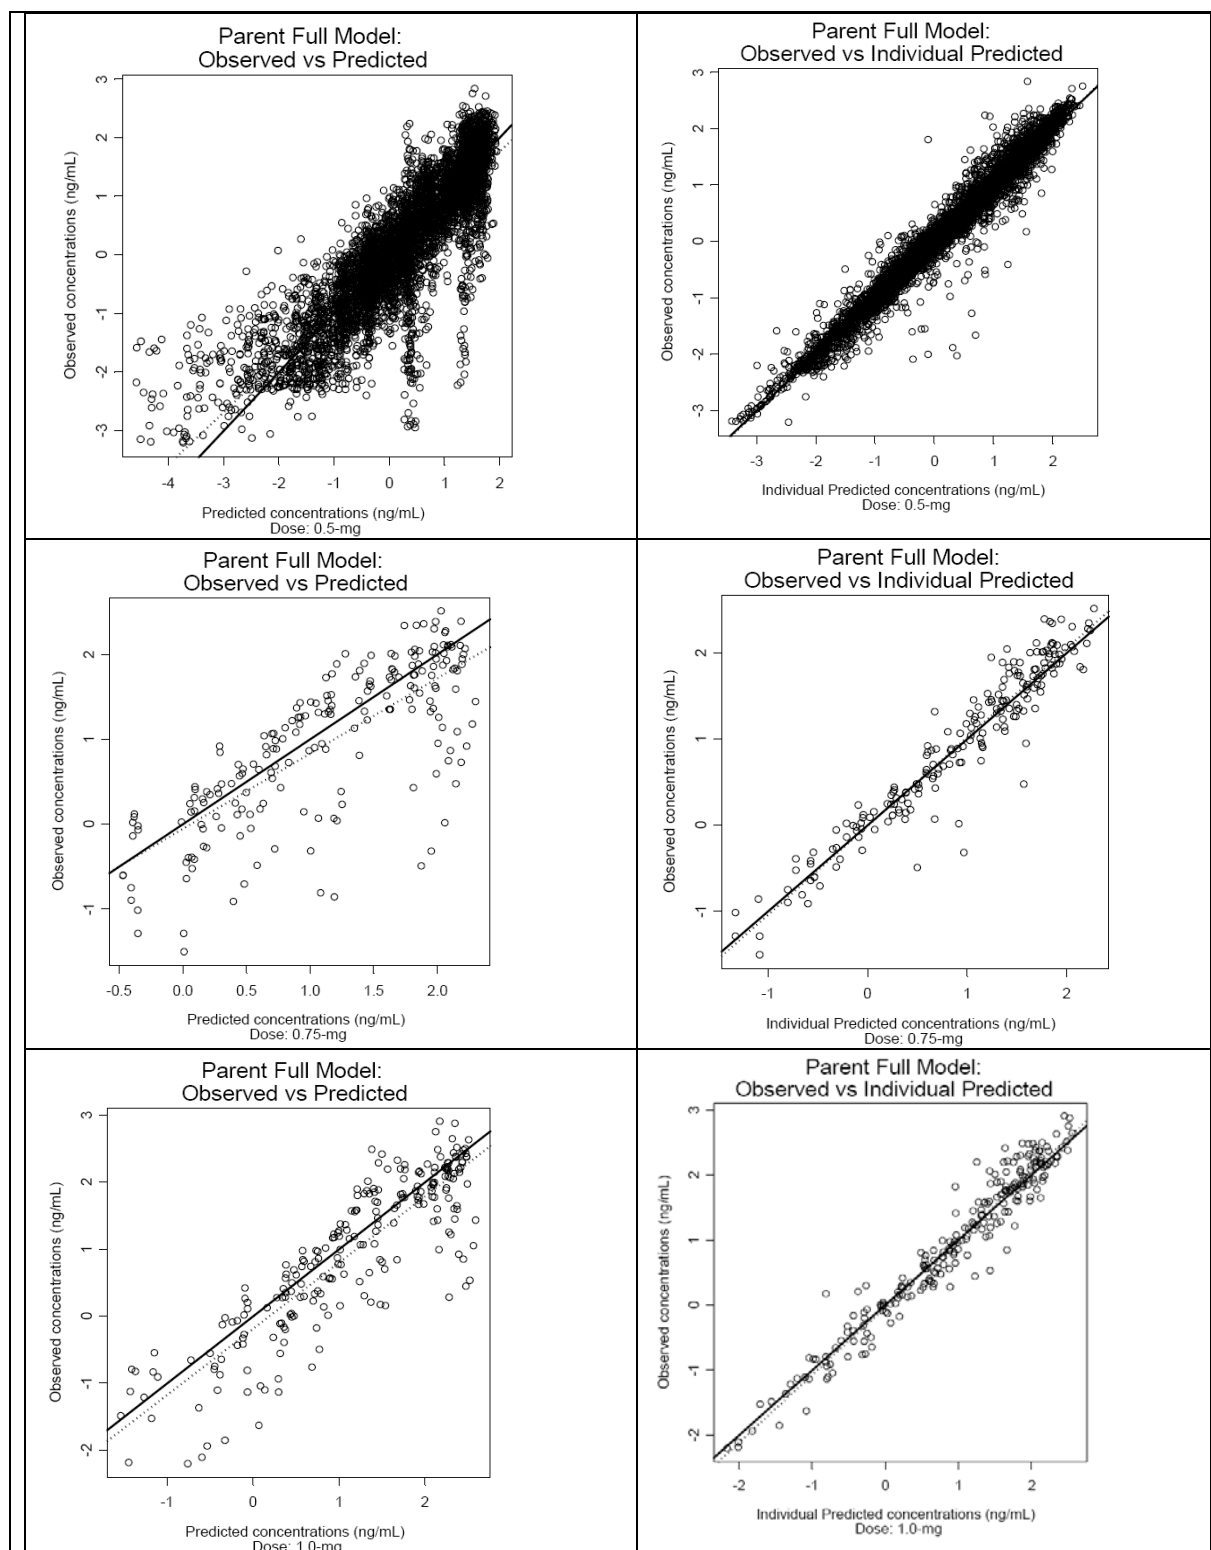 Parent Full Model:
Observed vs Predicted
3
2
1
0
-1
-2
-3
Observed concentrations (ng/mL)
-4
-3
-2
-1
0
1
2
Predicted concentrations (ng/mL)
Dose: 0.5-mg
Parent Full Model:
Observed vs Individual Predicted
3
2
1
0
-1
-2
-3
Observed concentrations (ng/mL)
-3
-2
-1
0
1
2
Individual Predicted concentrations (ng/mL)
Dose: 0.5-mg
Parent Full Model:
Observed vs Predicted
2
1
0
-1
Observed concentrations (ng/mL)
-0.5
0.0
0.5
1.0
1.5
2.0
Predicted concentrations (ng/mL)
Dose: 0.75-mg
Parent Full Model:
Observed vs Individual Predicted
2
1
0
-1
Observed concentrations (ng/mL)
-1
0
1
2
Individual Predicted concentrations (ng/mL)
Dose: 0.75-mg
Parent Full Model:
Observed vs Predicted
3
2
1
0
-1
-2
Observed concentrations (ng/mL)
-1
0
1
2
Predicted concentrations (ng/mL)
Dose: 1.0-mg
Parent Full Model:
Observed vs Individual Predicted
3
2
1
0
-1
-2
Observed concentrations (ng/mL)
-2
-1
0
1
2
Individual Predicted concentrations (ng/mL)
Dose: 1.0-mg